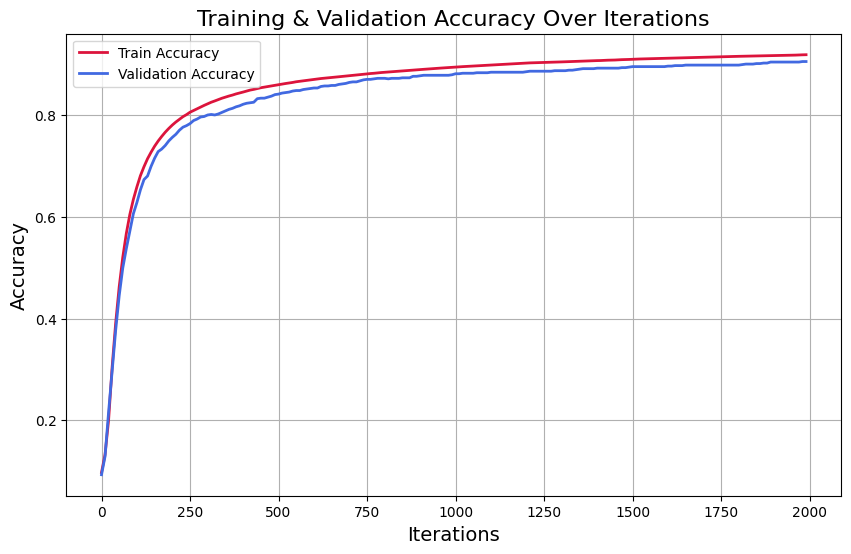 Training & Validation Accuracy Over Iterations
Train Accuracy
Validation Accuracy
Accuracy
0.8
0.6
0.4
0.2
0 250 500 750 1000 1250 1500 1750 2000
Iterations